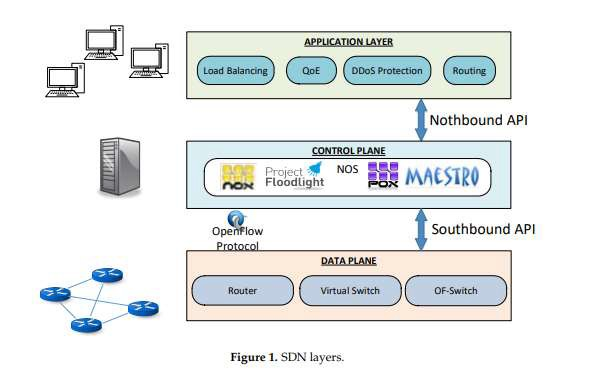 APPLICATION LAYER
Load Balancing
QoE
DDoS Protection
Routing
Nothbound API
CONTROL PLANE
nox
Project
Floodlight
NOS
POX
MAESTRO
OpenFlow
Protocol
Southbound API
DATA PLANE
Router
Virtual Switch
OF-Switch
Figure 1. SDN layers.